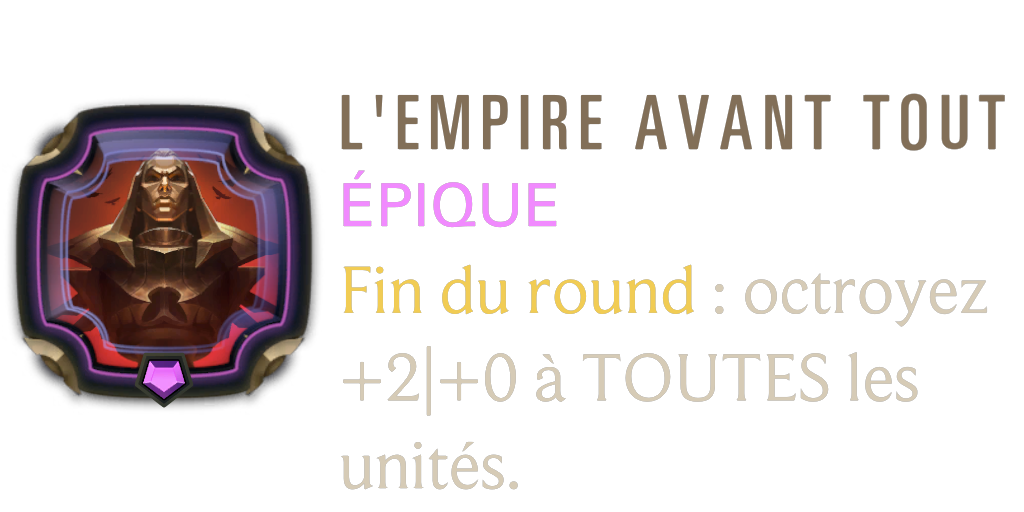 L'EMPIRE AVANT TOUT
ÉPIQUE
Fin du round : octroyez
+2|+0 à TOUTES les
unités.